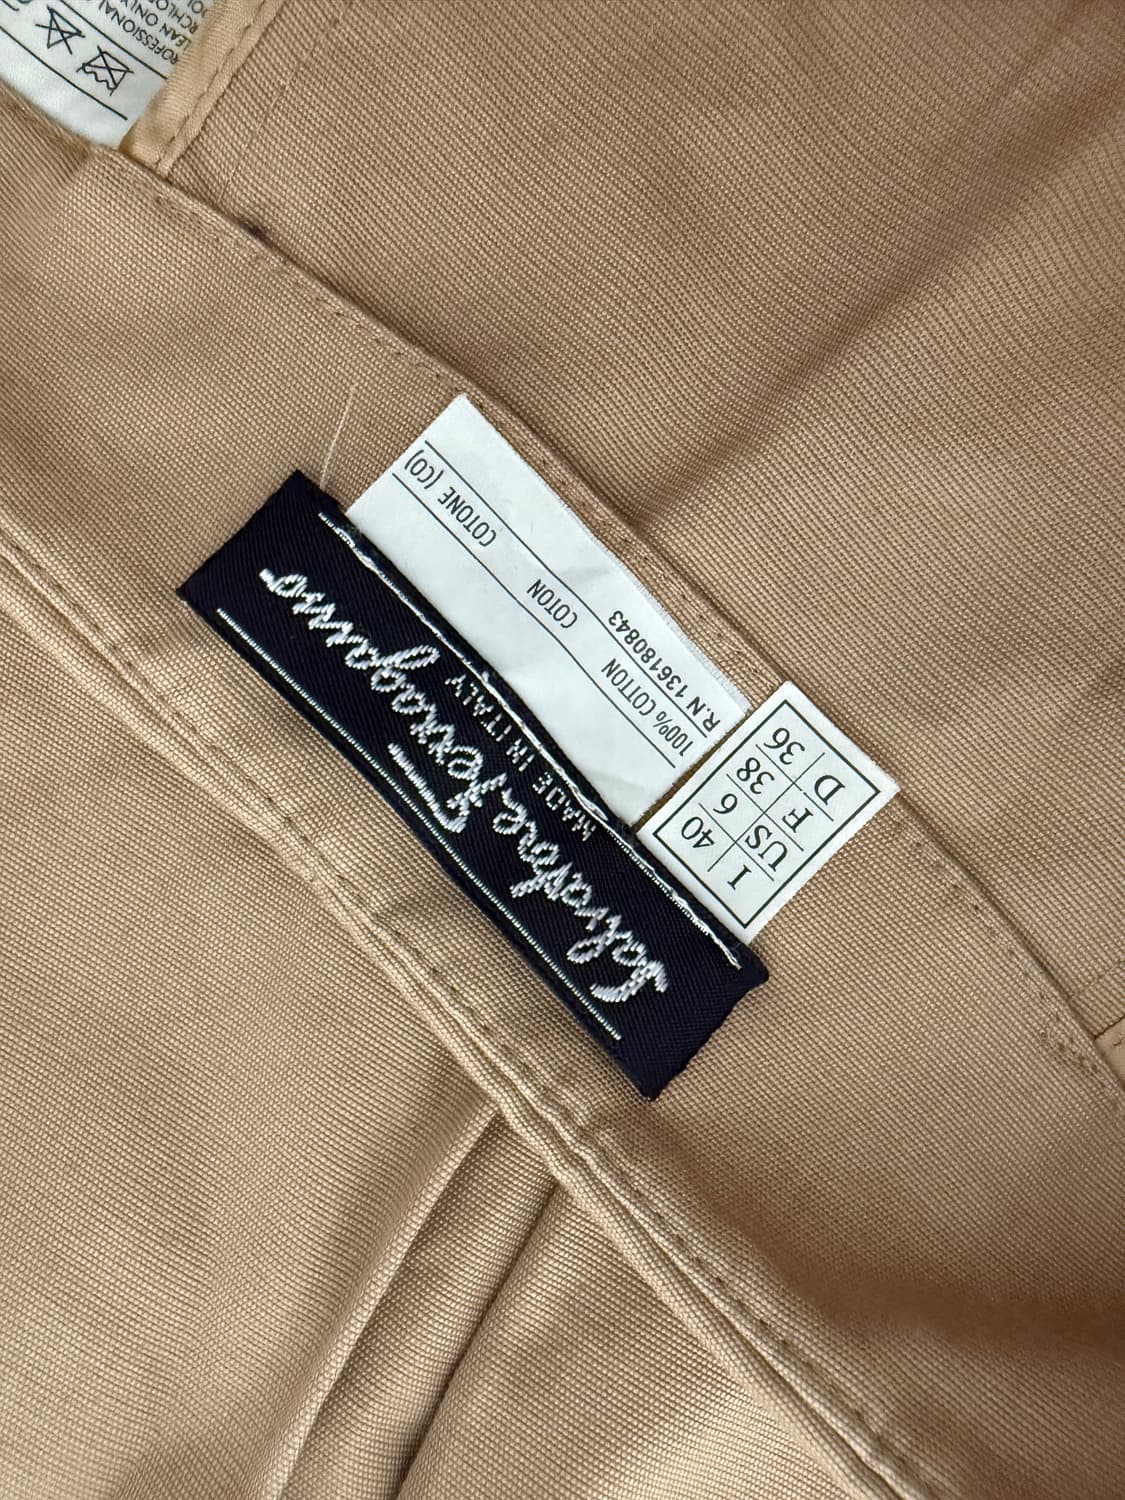 Salvatore Ferragamo
MADE IN ITALY
I 40
US 6
F 38
D 36
R.N 136180843
100% COTTON
COTON
COTONE (CO)